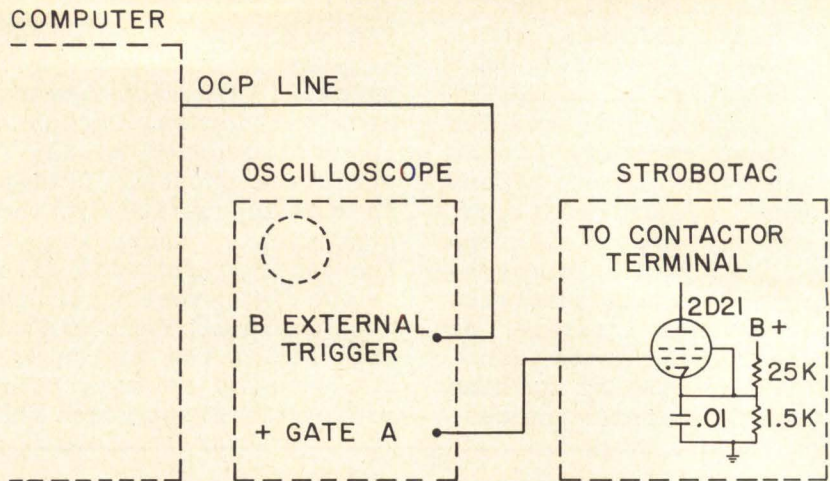 COMPUTER
OCP LINE
OSCILLOSCOPE
STROBOTAC
TO CONTACTOR
TERMINAL
2D21
B EXTERNAL
TRIGGER
B+
25K
+ GATE A
.01
1.5K